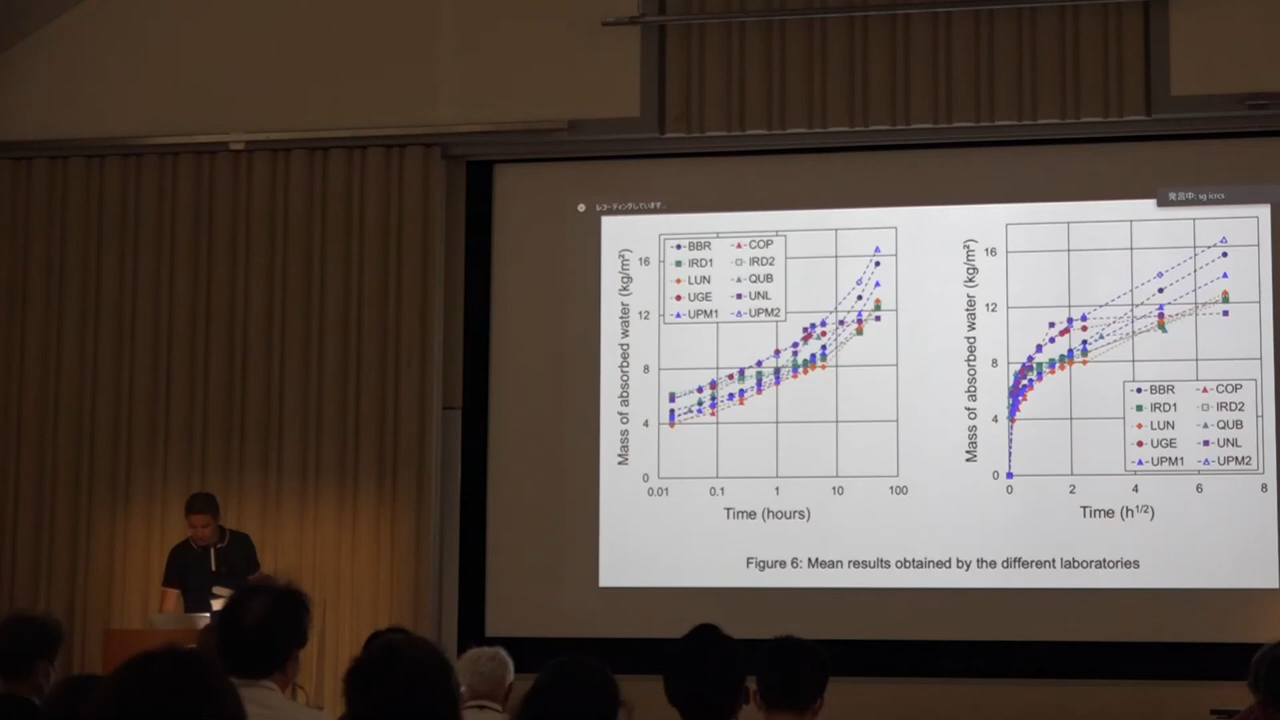 レコーディングしています...
発言中: sg icrcs
Mass of absorbed water (kg/m²)
16
12
8
4
0
BBR COP
IRD1 IRD2
LUN QUB
UGE UNL
UPM1 UPM2
0.01 0.1 1 10 100
Time (hours)
Mass of absorbed water (kg/m²)
16
12
8
4
0
BBR COP
IRD1 IRD2
LUN QUB
UGE UNL
UPM1 UPM2
0 2 4 6 8
Time (h1/2)
Figure 6: Mean results obtained by the different laboratories